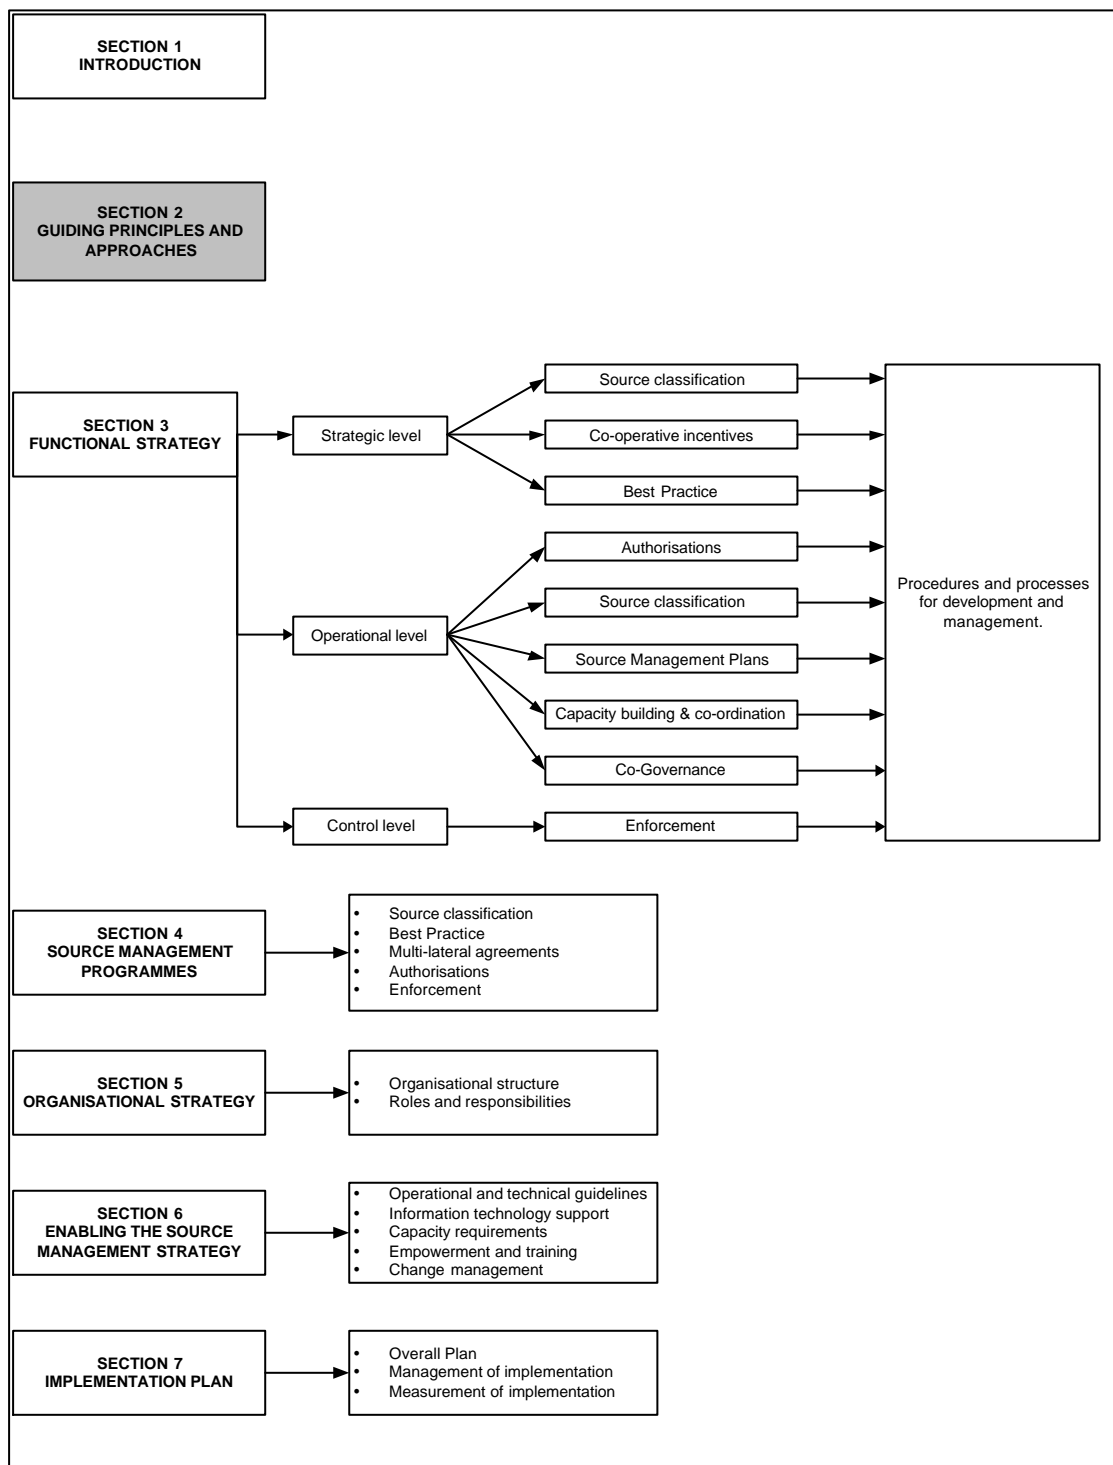 SECTION 1
INTRODUCTION
SECTION 2
GUIDING PRINCIPLES AND
APPROACHES
SECTION 3
FUNCTIONAL STRATEGY
Strategic level
Source classification
Co-operative incentives
Best Practice
Operational level
Authorisations
Source classification
Source Management Plans
Capacity building & co-ordination
Co-Governance
Control level
Enforcement
Procedures and processes
for development and
management.
SECTION 4
SOURCE MANAGEMENT
PROGRAMMES
• Source classification
• Best Practice
• Multi-lateral agreements
• Authorisations
• Enforcement
SECTION 5
ORGANISATIONAL STRATEGY
• Organisational structure
• Roles and responsibilities
SECTION 6
ENABLING THE SOURCE
MANAGEMENT STRATEGY
• Operational and technical guidelines
• Information technology support
• Capacity requirements
• Empowerment and training
• Change management
SECTION 7
IMPLEMENTATION PLAN
• Overall Plan
• Management of implementation
• Measurement of implementation